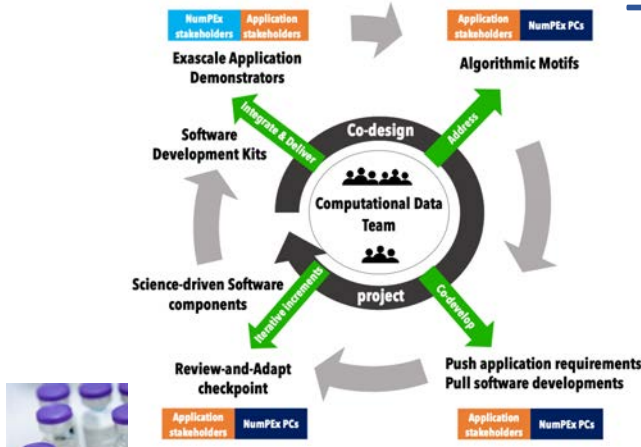 NumPEx stakeholders
Application stakeholders
Exascale Application
Demonstrators
Application stakeholders
NumPEx PCs
Algorithmic Motifs
Integrate & Deliver
Co-design
Address
Software
Development Kits
Computational Data
Team
Science-driven Software
components
Iterative increments
project
Co-develop
Review-and-Adapt
checkpoint
Application stakeholders
NumPEx PCs
Push application requirements
Pull software developments
Application stakeholders
NumPEx PCs